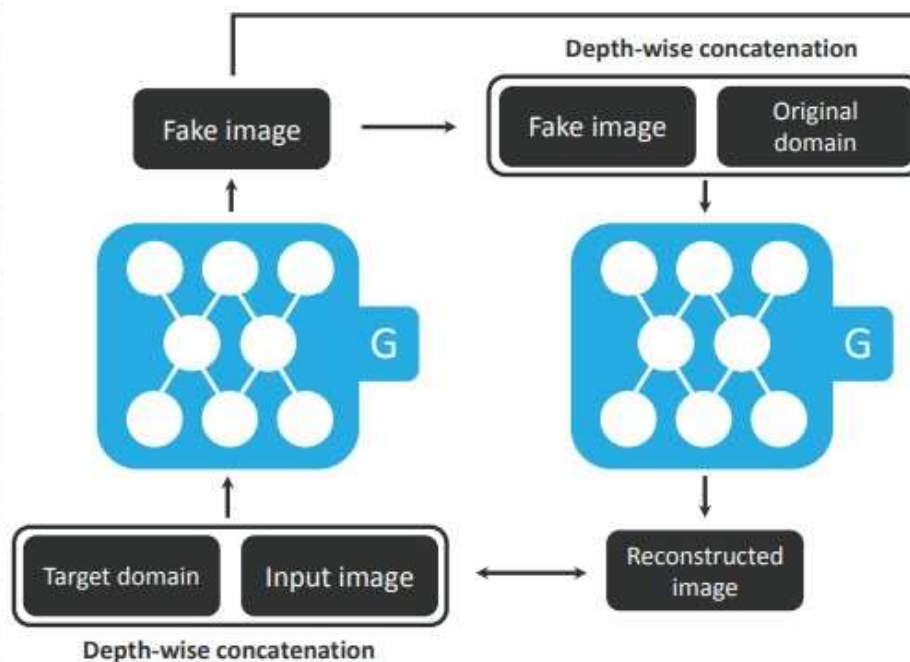 Depth-wise concatenation
Fake image
Fake image
Original
domain
G
G
Target domain
Input image
Reconstructed
image
Depth-wise concatenation